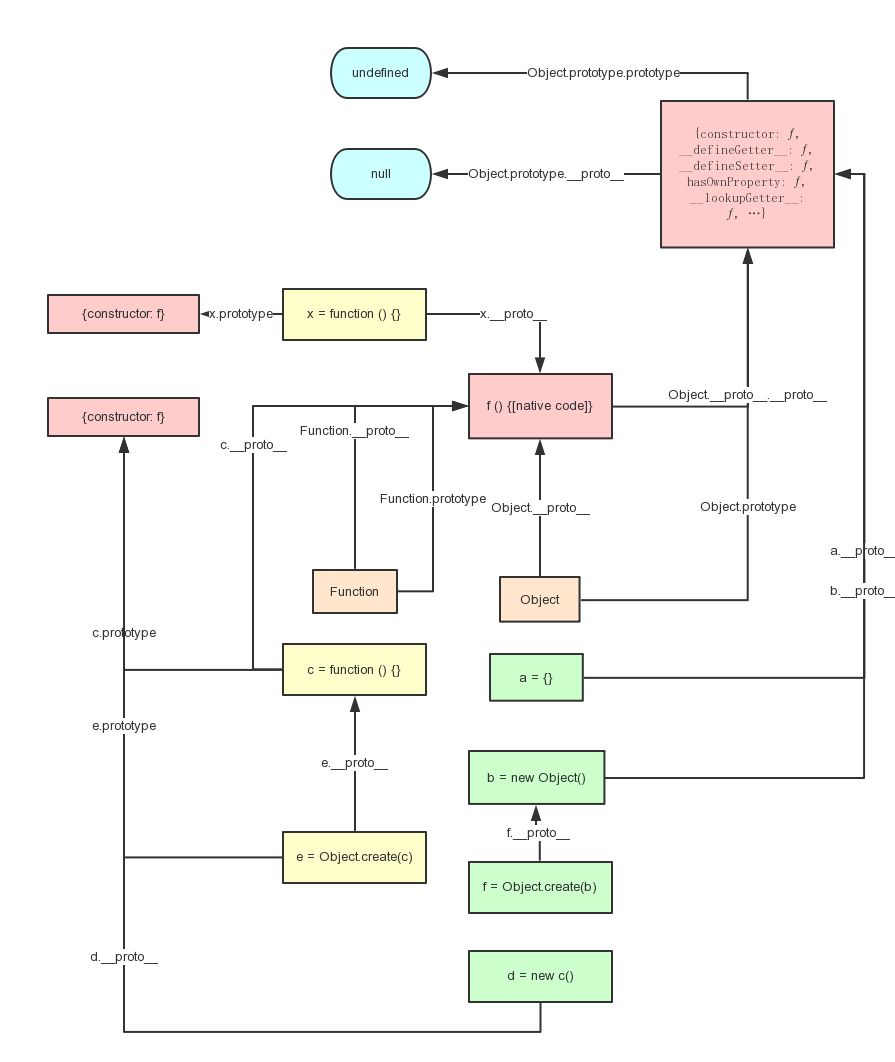 undefined
Object.prototype.prototype
{constructor: f,
__defineGetter__: f,
__defineSetter__: f,
hasOwnProperty: f,
__lookupGetter__:
f, …}
null
Object.prototype.__proto__
{constructor: f}
x.prototype
x = function () {}
x.__proto__
{constructor: f}
f () {[native code]}
Object.__proto__.__proto__
Function.__proto__
c.__proto__
Function.prototype
Object.__proto__
Object.prototype
a.__proto__
b.__proto__
Function
Object
c.prototype
c = function () {}
a = {}
e.prototype
e.__proto__
b = new Object()
f.__proto__
e = Object.create(c)
f = Object.create(b)
d.__proto__
d = new c()